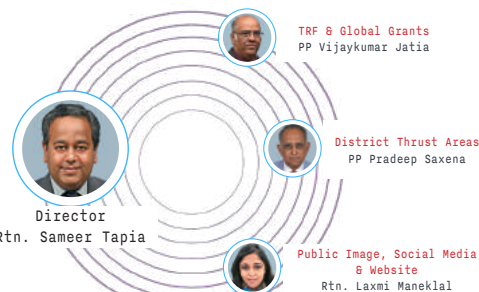 TRF & Global Grants
PP Vijaykumar Jatia
District Thrust Areas
PP Pradeep Saxena
Director
Rtn. Sameer Tapia
Public Image, Social Media
& Website
Rtn. Laxmi Maneklal